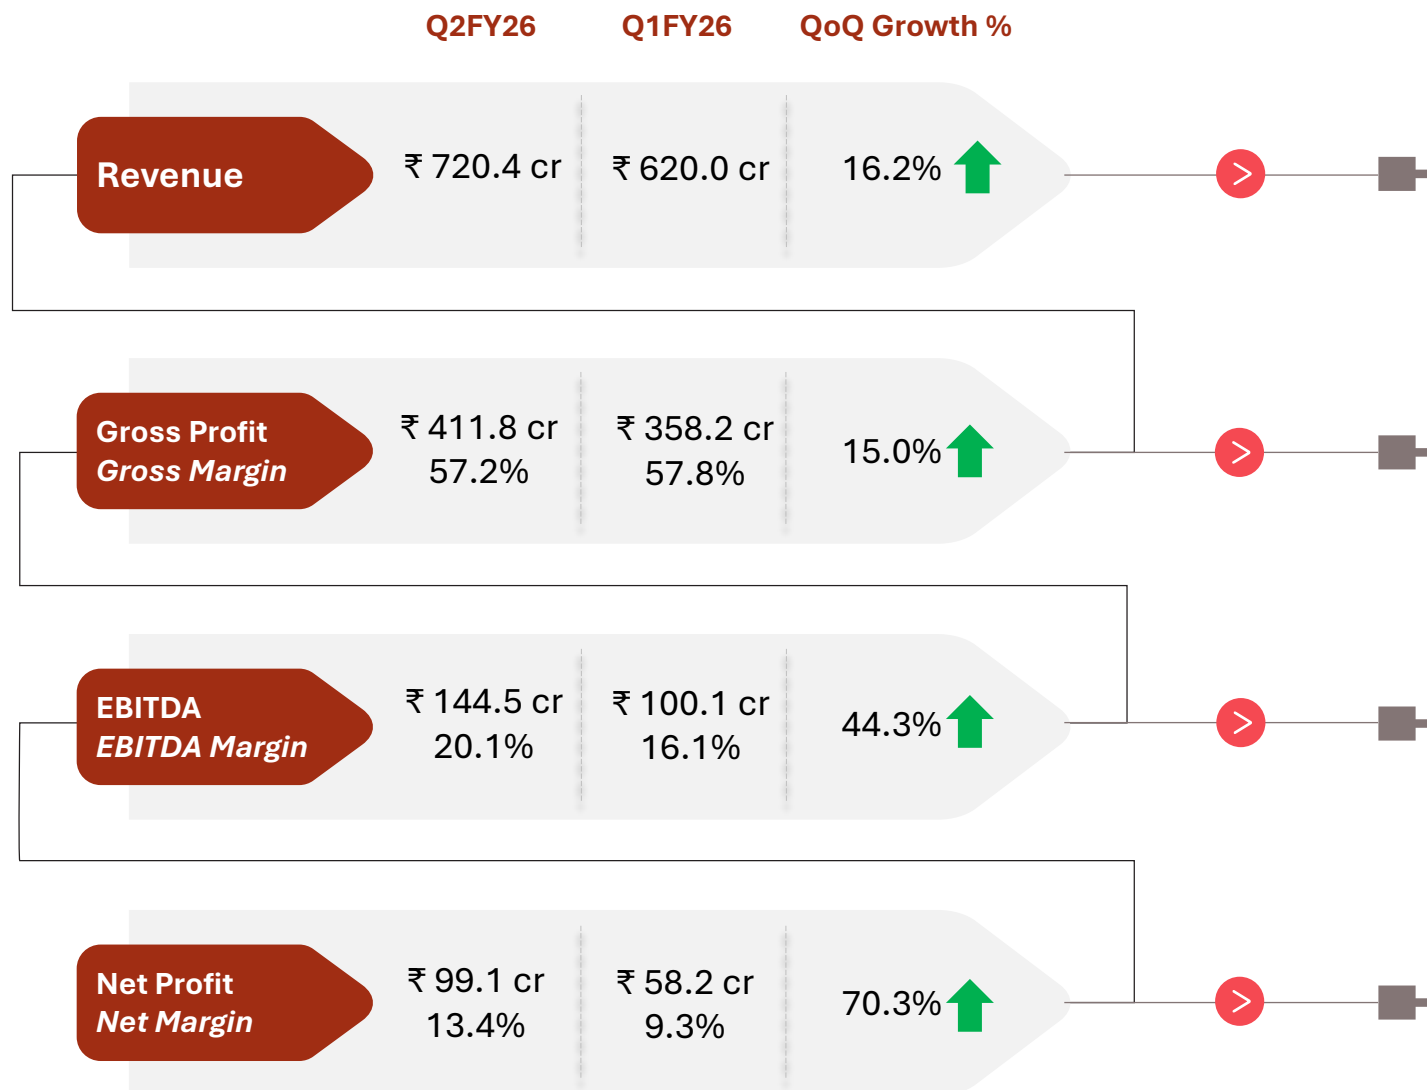 Q2FY26 Q1FY26 QoQ Growth %
Revenue ₹ 720.4 cr ₹ 620.0 cr 16.2%
Gross Profit ₹ 411.8 cr ₹ 358.2 cr 15.0%
Gross Margin 57.2% 57.8%
EBITDA ₹ 144.5 cr ₹ 100.1 cr 44.3%
EBITDA Margin 20.1% 16.1%
Net Profit ₹ 99.1 cr ₹ 58.2 cr 70.3%
Net Margin 13.4% 9.3%